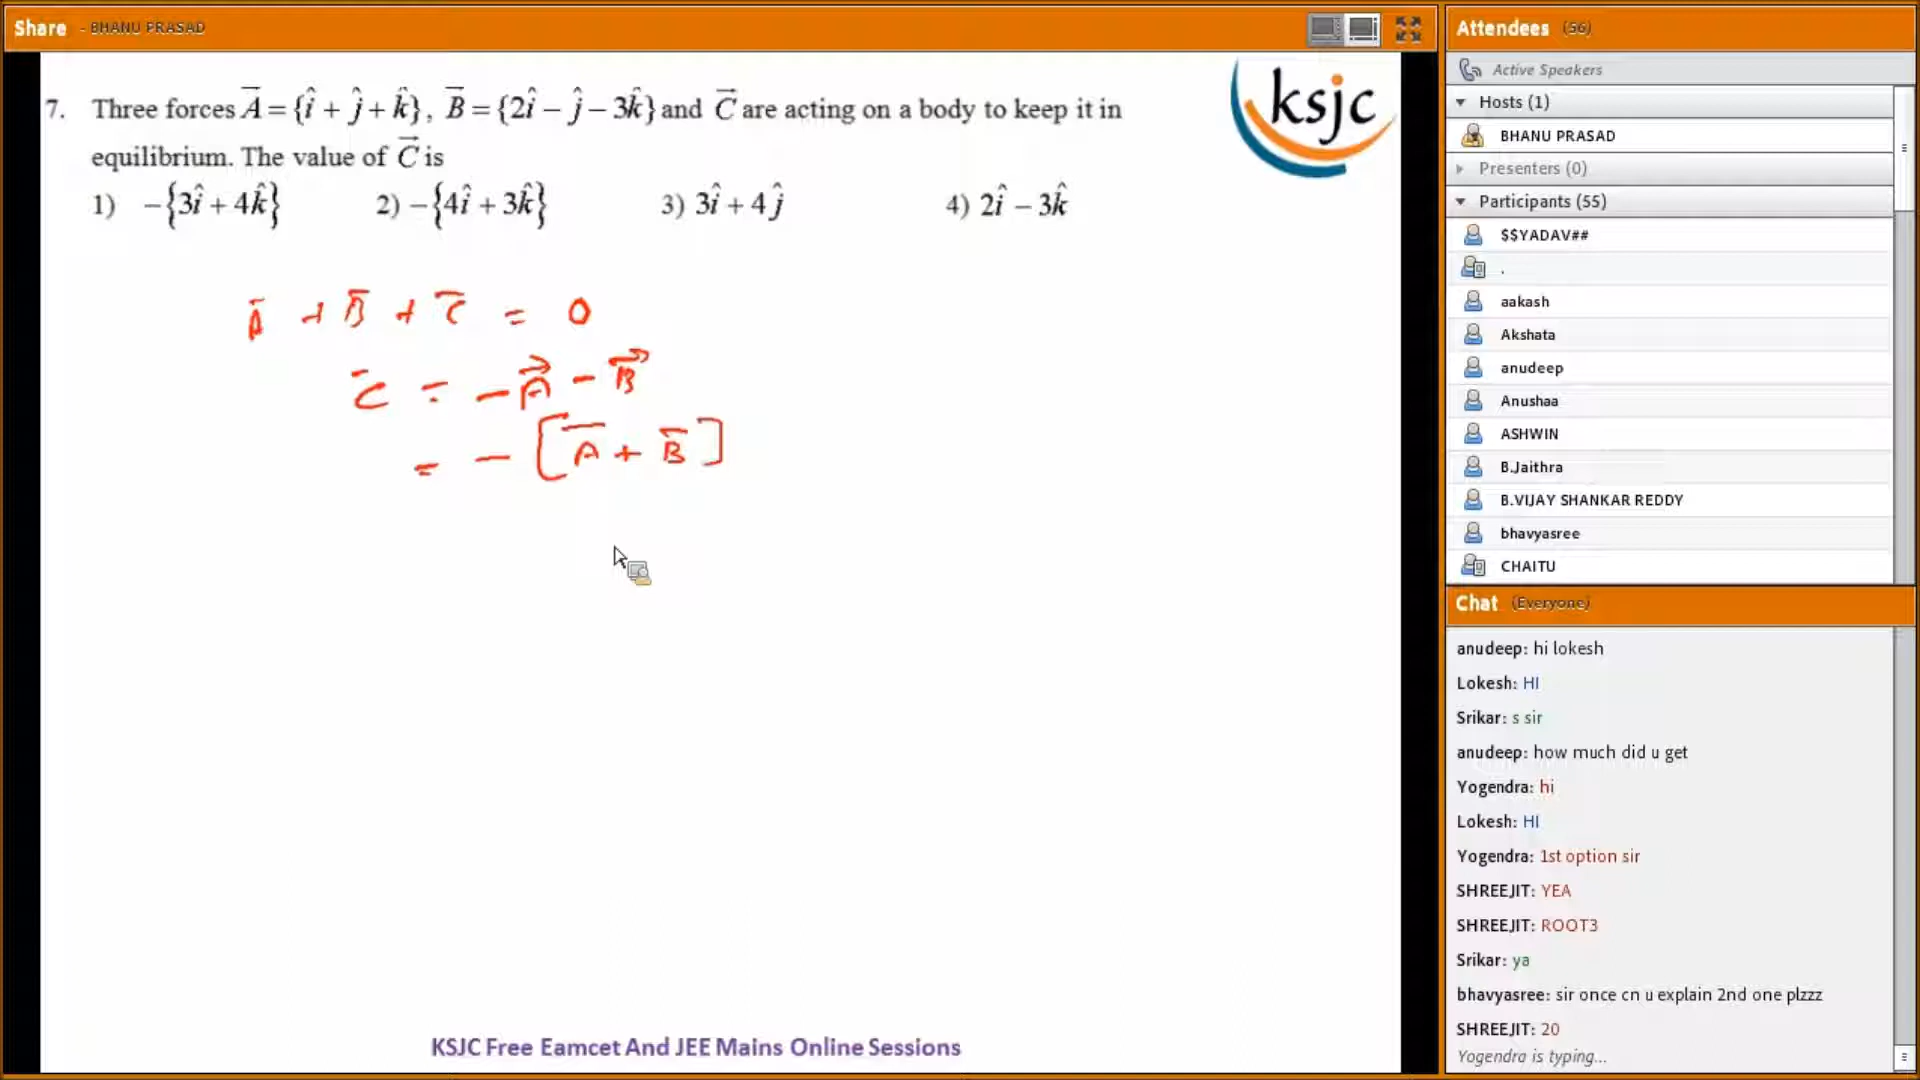 Share - BHANU PRASAD
7. Three forces A⃗ = {î + ĵ + k̂}, B⃗ = {2î − ĵ − 3k̂} and C⃗ are acting on a body to keep it in
equilibrium. The value of C⃗ is
1) −{3î + 4k̂} 2) −{4î + 3k̂} 3) 3î + 4ĵ 4) 2î − 3k̂
ksjc
A̅ + B̅ + C̅ = 0
C̅ = −A⃗ − B⃗
= − [A̅ + B̅]
KSJC Free Eamcet And JEE Mains Online Sessions
Attendees (56)
Active Speakers
Hosts (1)
BHANU PRASAD
Presenters (0)
Participants (55)
$$YADAV##
.
aakash
Akshata
anudeep
Anushaa
ASHWIN
B.Jaithra
B.VIJAY SHANKAR REDDY
bhavyasree
CHAITU
Chat (Everyone)
anudeep: hi lokesh
Lokesh: HI
Srikar: s sir
anudeep: how much did u get
Yogendra: hi
Lokesh: HI
Yogendra: 1st option sir
SHREEJIT: YEA
SHREEJIT: ROOT3
Srikar: ya
bhavyasree: sir once cn u explain 2nd one plzzz
SHREEJIT: 20
Yogendra is typing...